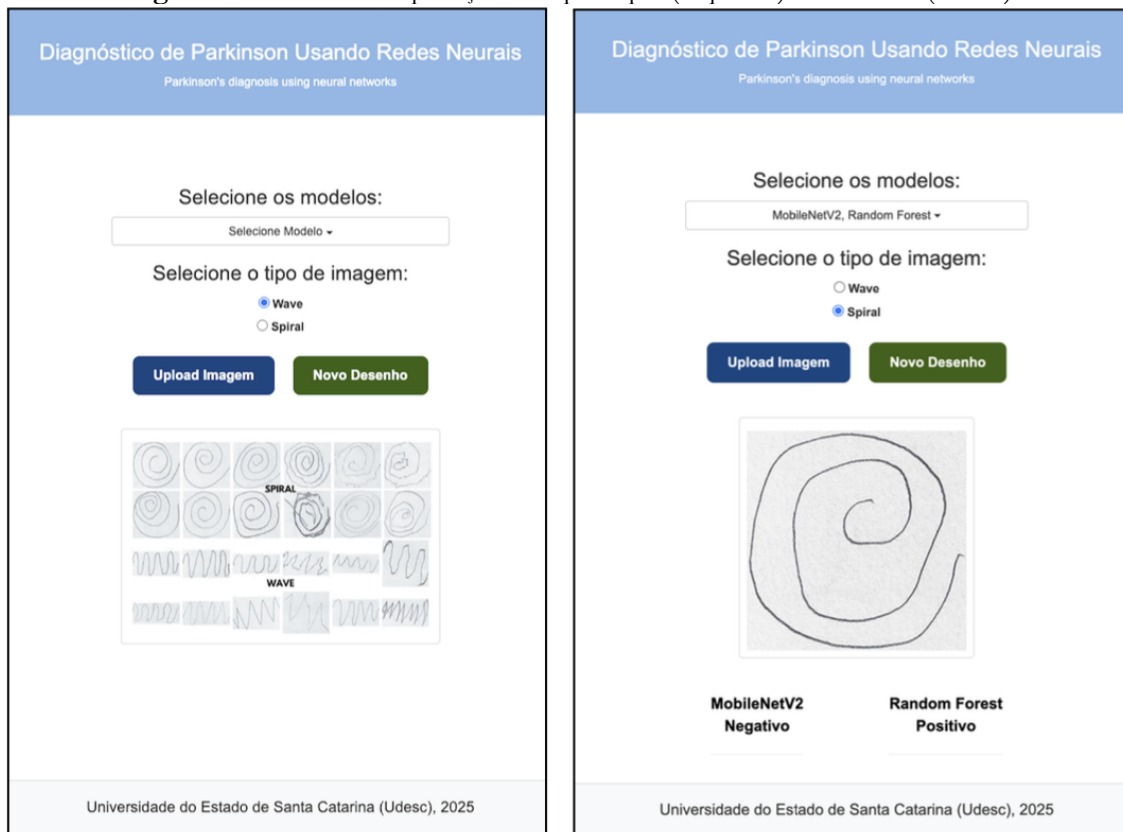 Diagnóstico de Parkinson Usando Redes Neurais
Parkinson's diagnosis using neural networks
Selecione os modelos:
Selecione Modelo
Selecione o tipo de imagem:
Wave
Spiral
Upload Imagem
Novo Desenho
SPIRAL
WAVE
Universidade do Estado de Santa Catarina (Udesc), 2025
Diagnóstico de Parkinson Usando Redes Neurais
Parkinson's diagnosis using neural networks
Selecione os modelos:
MobileNetV2, Random Forest
Selecione o tipo de imagem:
Wave
Spiral
Upload Imagem
Novo Desenho
MobileNetV2
Negativo
Random Forest
Positivo
Universidade do Estado de Santa Catarina (Udesc), 2025